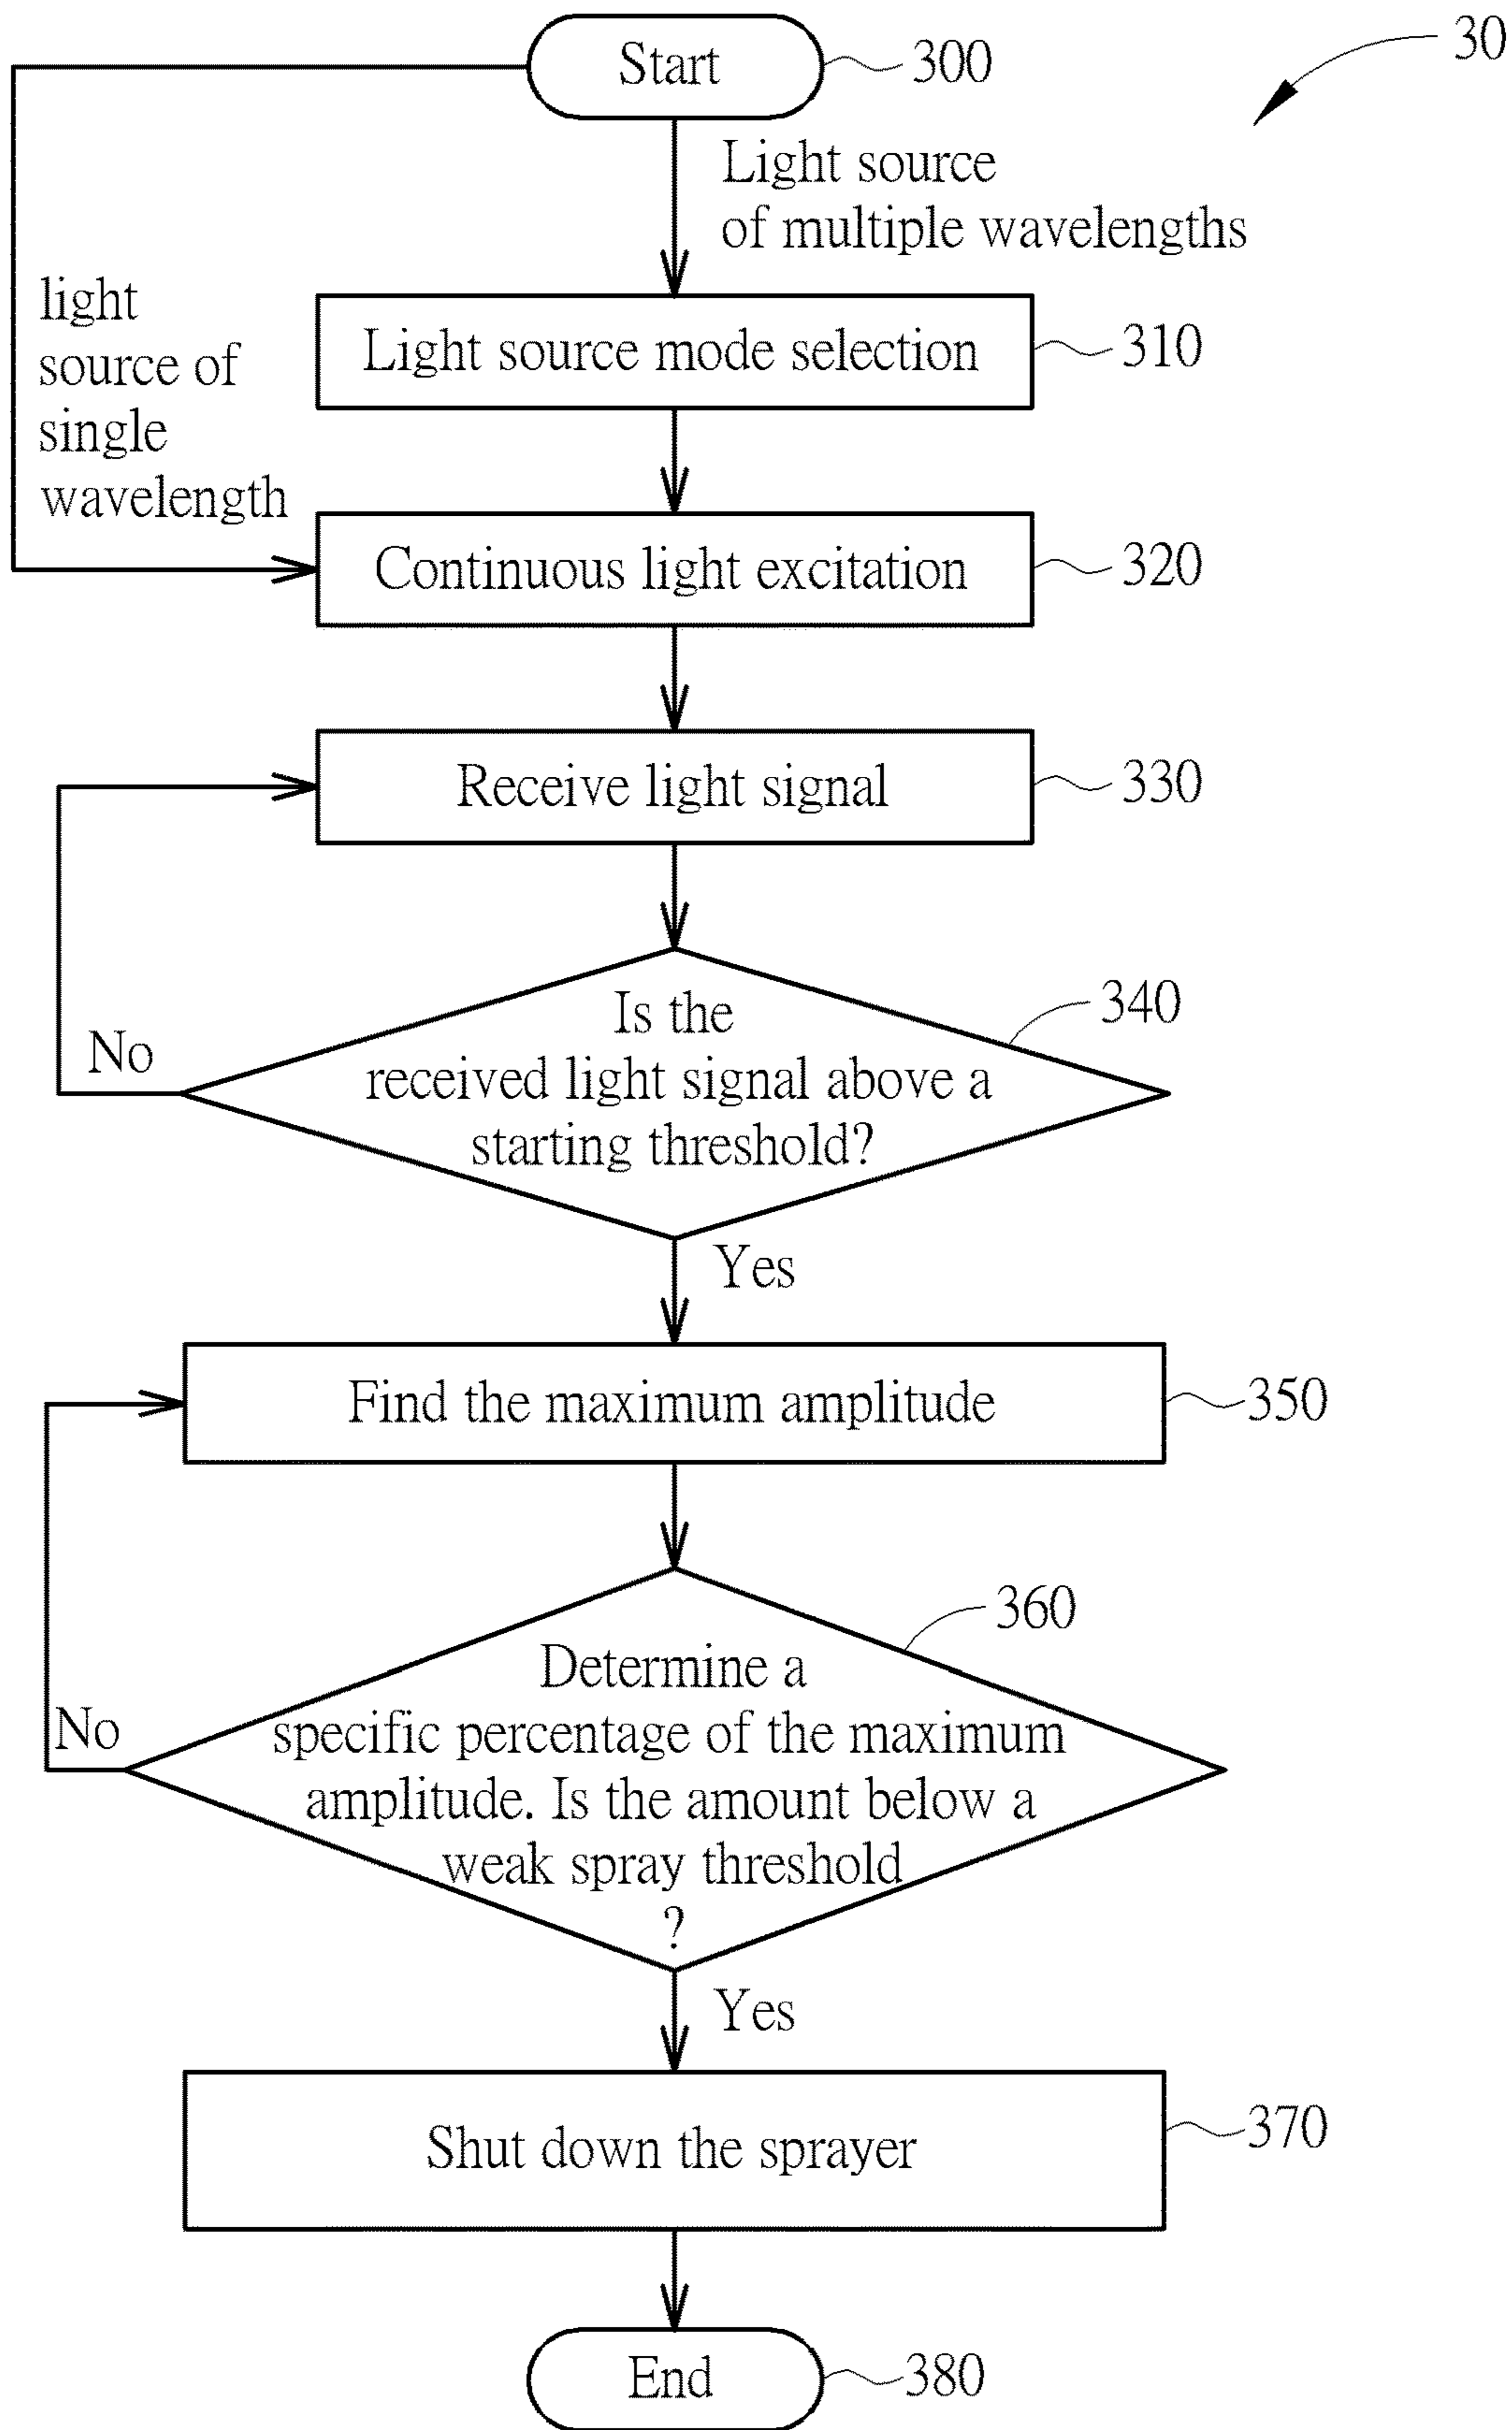 Start
300
30
Light source
of multiple wavelengths
light
source of
single
wavelength
Light source mode selection
310
Continuous light excitation
320
Receive light signal
330
Is the
received light signal above a
starting threshold?
340
No
Yes
Find the maximum amplitude
350
Determine a
specific percentage of the maximum
amplitude. Is the amount below a
weak spray threshold
?
360
No
Yes
Shut down the sprayer
370
End
380